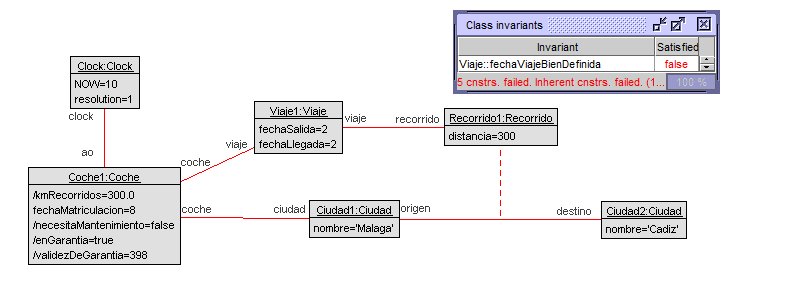 Class invariants
Invariant Satisfied
Viaje::fechaViajeBienDefinida false
5 cnstrs. failed. Inherent cnstrs. failed. (1... 100 %
Clock:Clock
NOW=10
resolution=1
clock
ao
Viaje1:Viaje
fechaSalida=2
fechaLlegada=2
viaje
coche
viaje
recorrido
Recorrido1:Recorrido
distancia=300
Coche1:Coche
/kmRecorridos=300.0
fechaMatriculacion=8
/necesitaMantenimiento=false
/enGarantia=true
/validezDeGarantia=398
coche
ciudad
Ciudad1:Ciudad
nombre='Malaga'
origen
destino
Ciudad2:Ciudad
nombre='Cadiz'